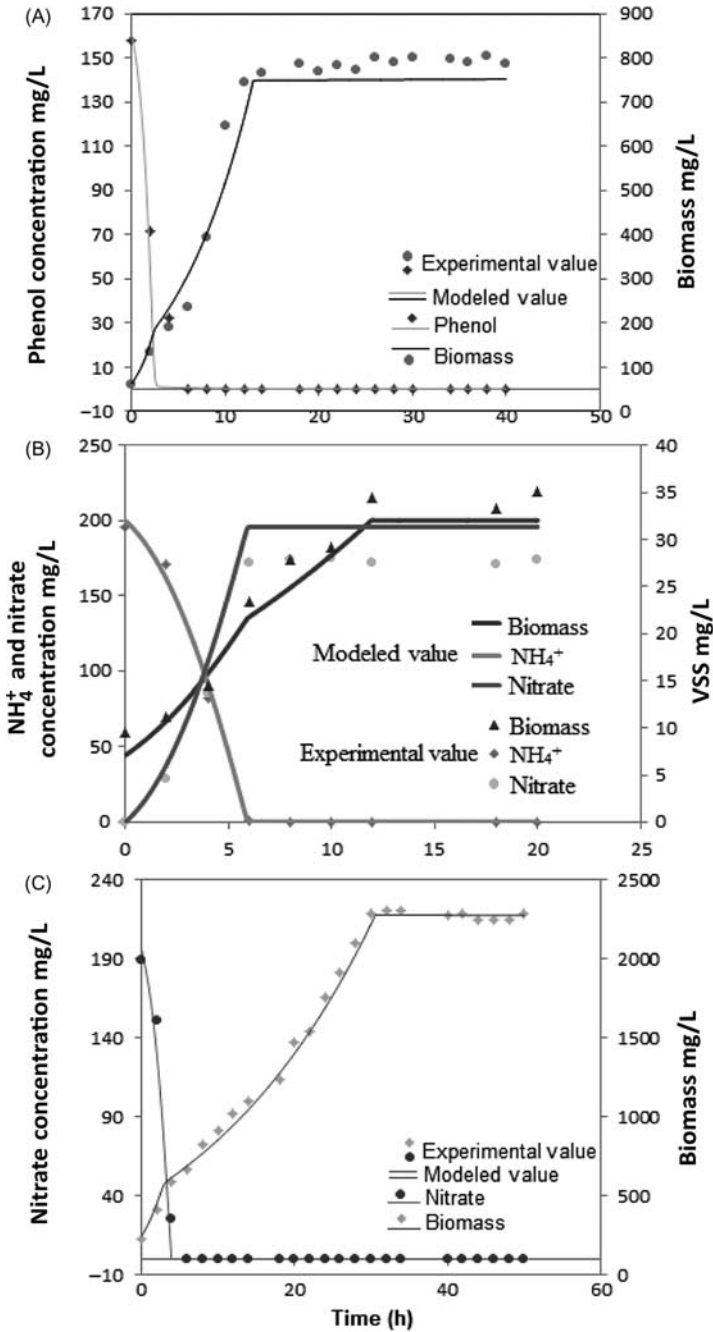 (A)
170
150
130
110
90
70
50
30
10
−10
Phenol concentration mg/L
900
800
700
600
500
400
300
200
100
0
Biomass mg/L
Experimental value
Modeled value
Phenol
Biomass
0 10 20 30 40 50
(B)
250
200
150
100
50
0
NH4+ and nitrate
concentration mg/L
40
35
30
25
20
15
10
5
0
VSS mg/L
Biomass
Modeled value NH4+
Nitrate
Biomass
Experimental value NH4+
Nitrate
0 5 10 15 20 25
(C)
240
190
140
90
40
−10
Nitrate concentration mg/L
2500
2000
1500
1000
500
0
Biomass mg/L
Experimental value
Modeled value
Nitrate
Biomass
0 20 40 60
Time (h)